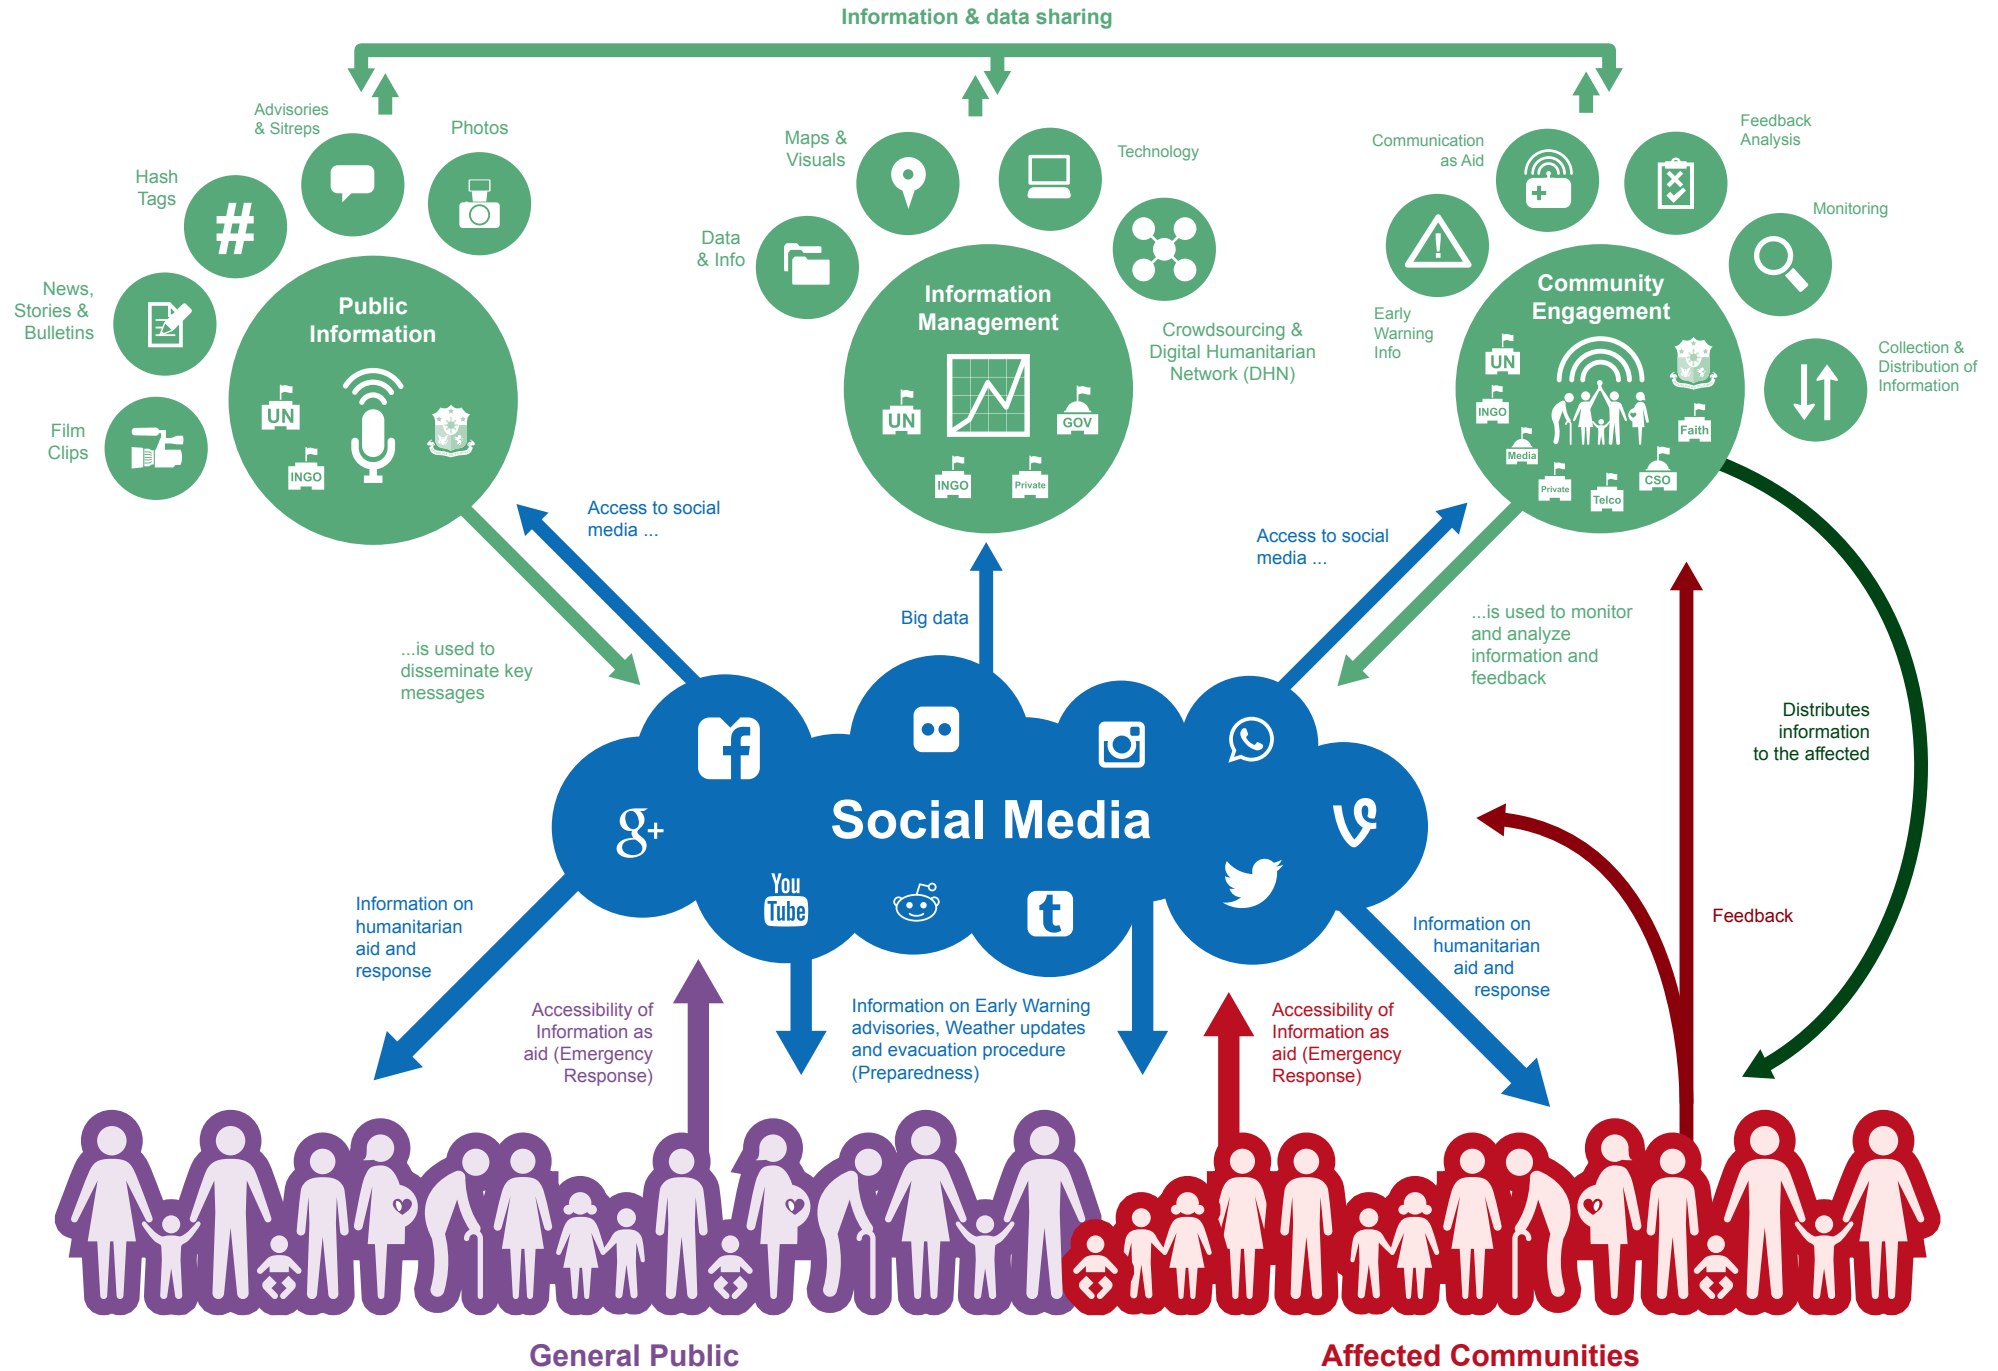 Information & data sharing
Advisories
& Sitreps
Photos
Hash
Tags
#
News,
Stories &
Bulletins
Film
Clips
Public
Information
UN
INGO
Maps &
Visuals
Technology
Data
& Info
Information
Management
Crowdsourcing &
Digital Humanitarian
Network (DHN)
UN
GOV
INGO
Private
Communication
as Aid
Feedback
Analysis
Monitoring
Early
Warning
Info
Collection &
Distribution of
Information
Community
Engagement
UN
INGO
Media
Private
Telco
CSO
Faith
Access to social
media ...
...is used to
disseminate key
messages
Big data
Access to social
media ...
...is used to monitor
and analyze
information and
feedback
Distributes
information
to the affected
Feedback
f
g+
Social Media
You
Tube
t
Information on
humanitarian
aid and
response
Accessibility of
Information as
aid (Emergency
Response)
Information on Early Warning
advisories, Weather updates
and evacuation procedure
(Preparedness)
Accessibility of
Information as
aid (Emergency
Response)
Information on
humanitarian
aid and
response
General Public
Affected Communities